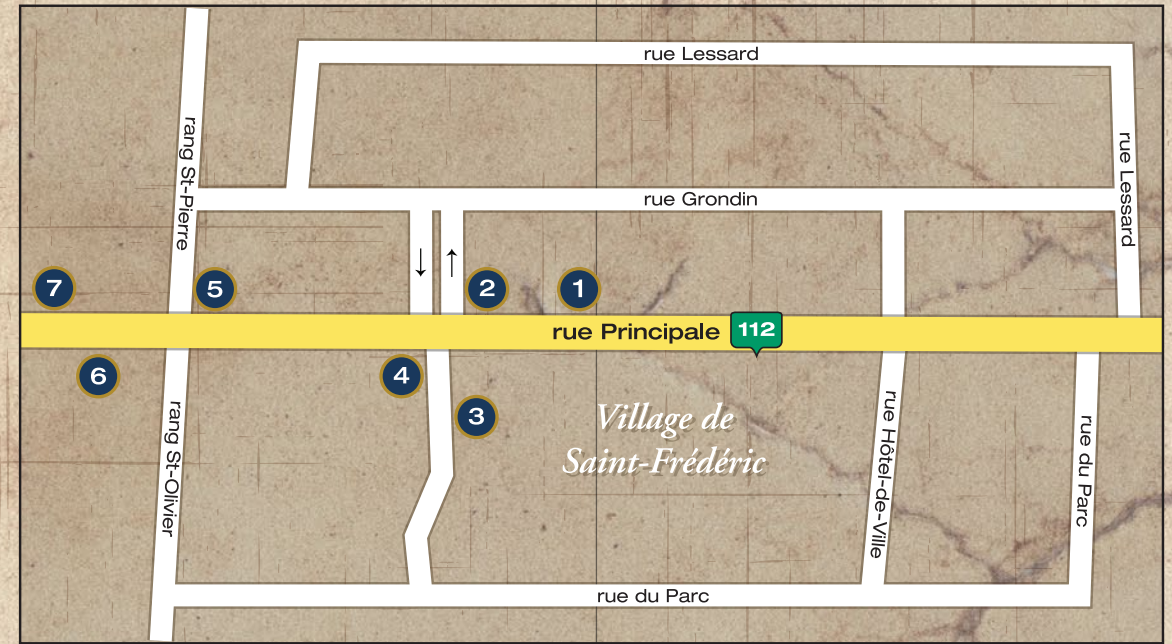 rue Lessard
rang St-Pierre
rue Lessard
rue Grondin
7
5
2
1
rue Principale 112
6
4
3
Village de
Saint-Frédéric
rang St-Olivier
rue Hôtel-de-Ville
rue du Parc
rue du Parc